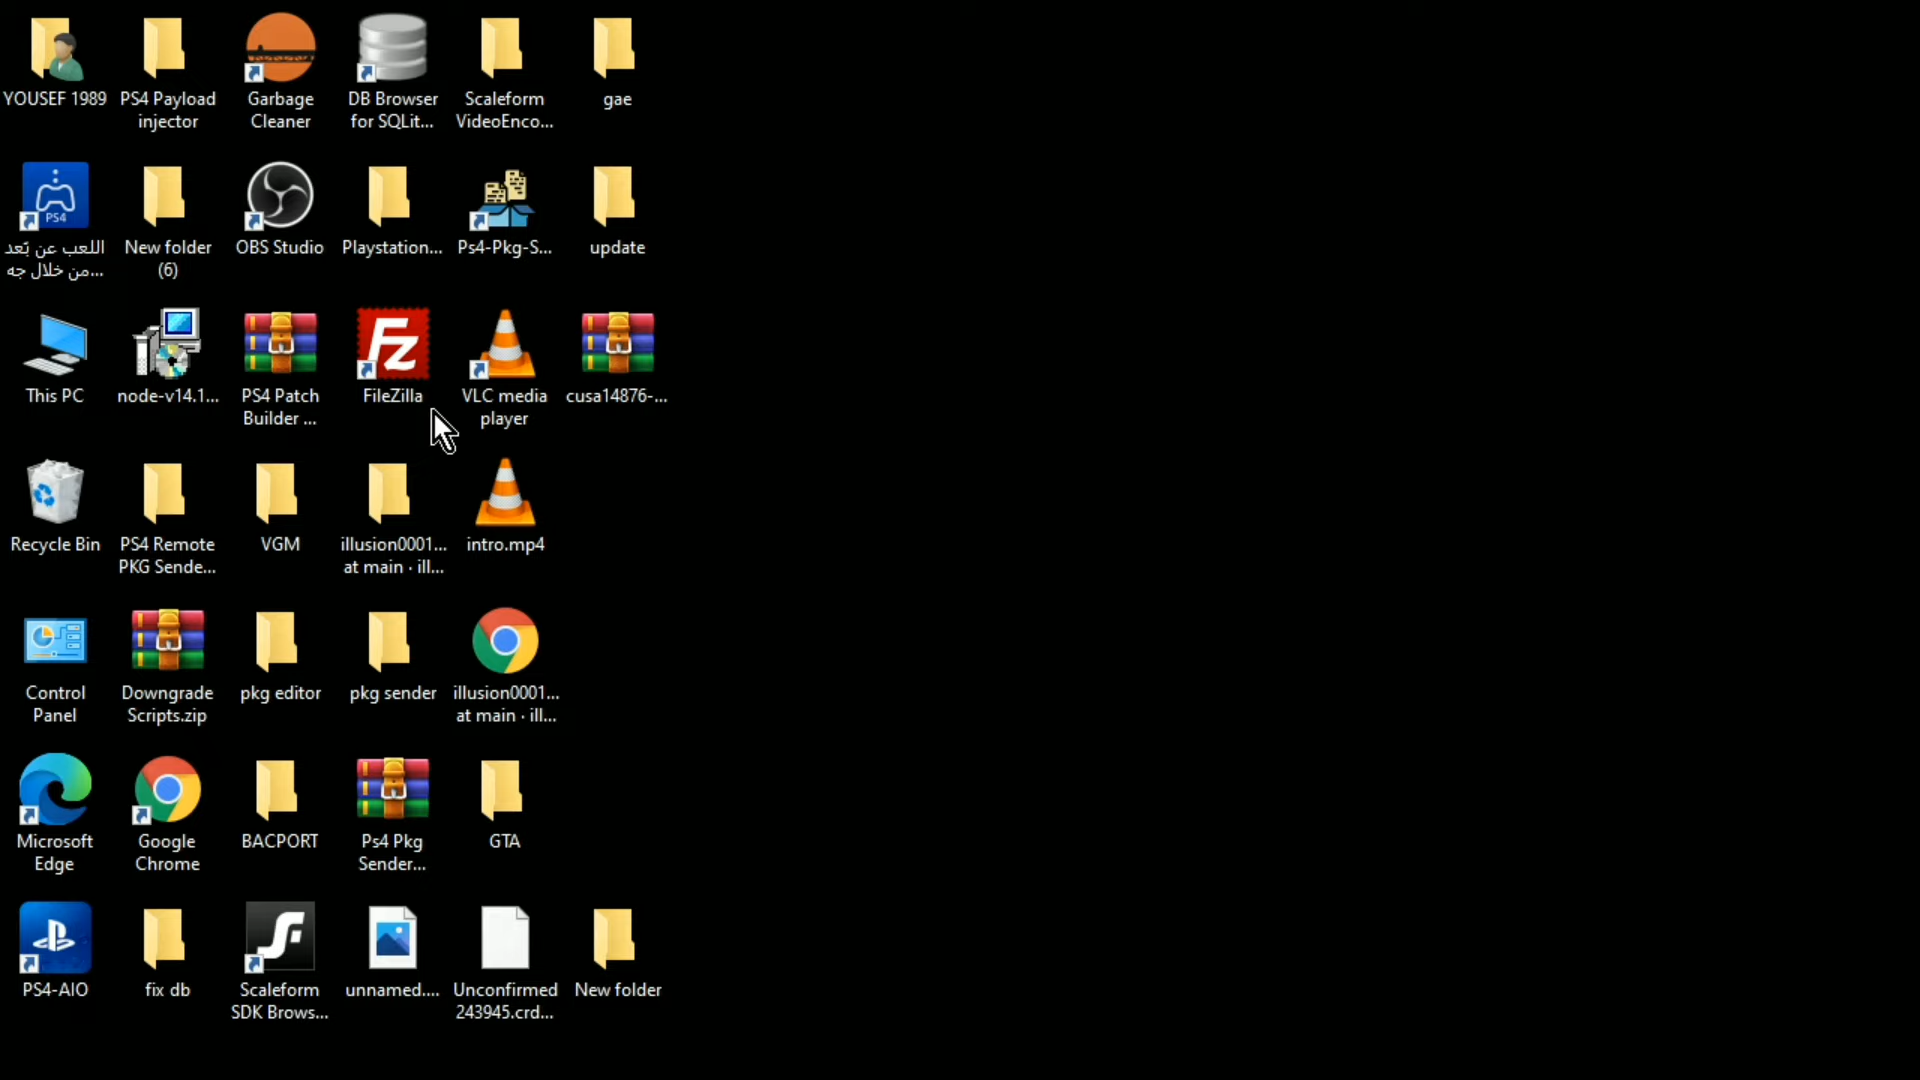 YOUSEF 1989
PS4 Payload
injector
Garbage
Cleaner
DB Browser
for SQLit...
Scaleform
VideoEnco...
gae
PS4
اللعب عن بُعد
من خلال جه...
New folder
(6)
OBS Studio
Playstation...
Ps4-Pkg-S...
update
This PC
node-v14.1...
PS4 Patch
Builder ...
Fz
FileZilla
VLC media
player
cusa14876-...
Recycle Bin
PS4 Remote
PKG Sende...
VGM
illusion0001...
at main · ill...
intro.mp4
Control
Panel
Downgrade
Scripts.zip
pkg editor
pkg sender
illusion0001...
at main · ill...
Microsoft
Edge
Google
Chrome
BACPORT
Ps4 Pkg
Sender...
GTA
PS4-AIO
fix db
Scaleform
SDK Brows...
unnamed....
Unconfirmed
243945.crd...
New folder